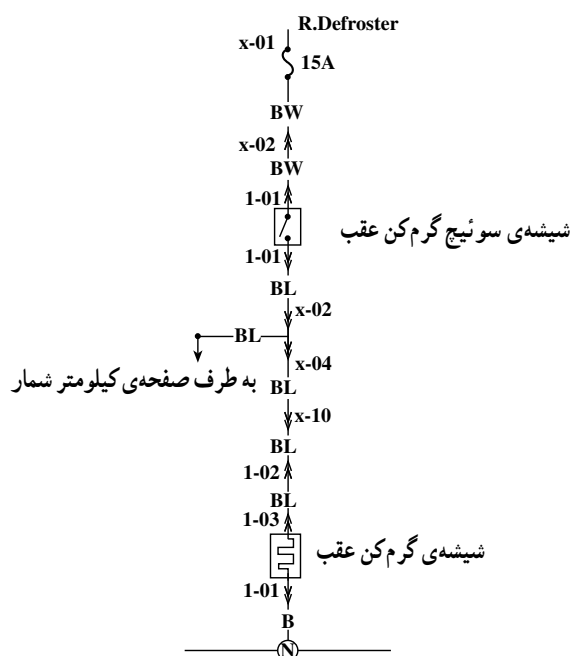 R.Defroster
x-01
15A
BW
x-02
BW
1-01
شیشه‌ی سوئیچ گرم‌کن عقب
1-01
BL
x-02
BL
x-04
به طرف صفحه‌ی کیلومتر شمار
BL
x-10
BL
1-02
BL
1-03
شیشه‌ی گرم‌کن عقب
1-01
B
N